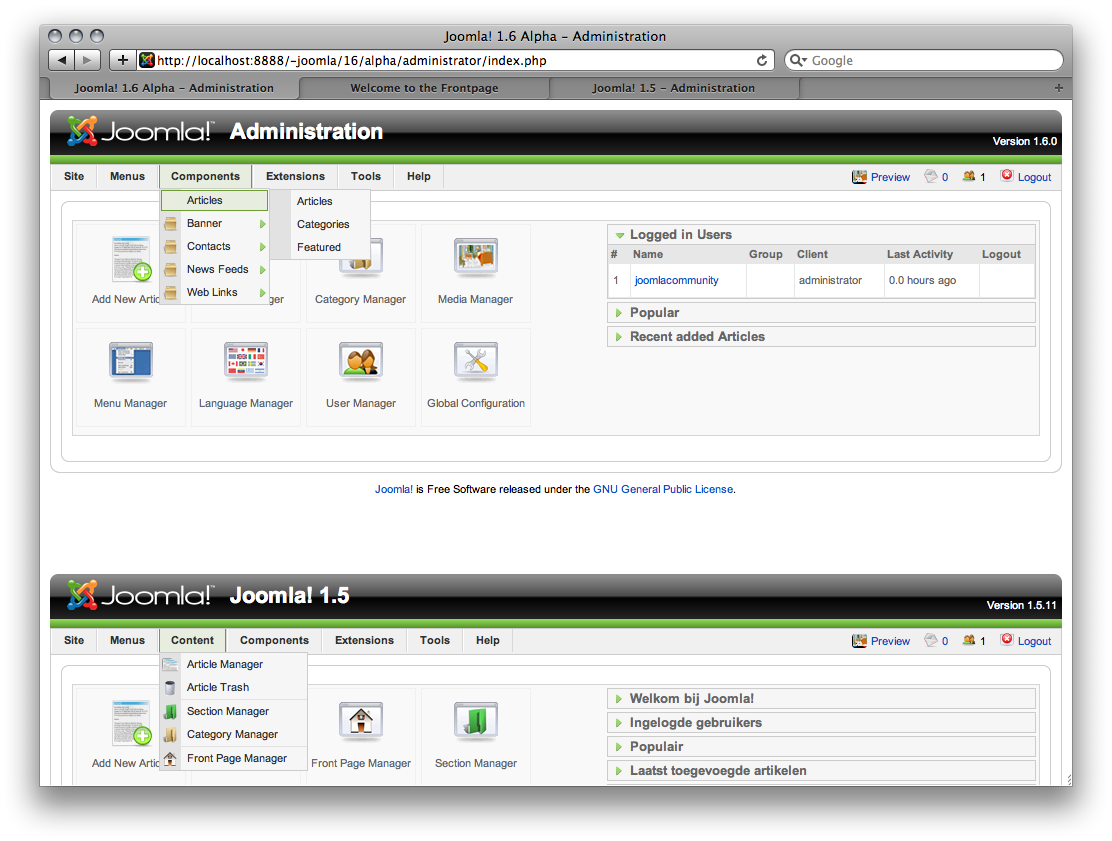 Joomla! 1.6 Alpha – Administration
http://localhost:8888/~joomla/16/alpha/administrator/index.php
Google
Joomla! 1.6 Alpha – Administration Welcome to the Frontpage Joomla! 1.5 – Administration
Joomla!™ Administration
Version 1.6.0
Site Menus Components Extensions Tools Help Preview 0 1 Logout
Articles
Banner
Contacts
News Feeds
Web Links
Articles
Categories
Featured
Add New Artic
ger
Category Manager
Media Manager
Menu Manager
Language Manager
User Manager
Global Configuration
Logged in Users
# Name Group Client Last Activity Logout
1 joomlacommunity administrator 0.0 hours ago
Popular
Recent added Articles
Joomla! is Free Software released under the GNU General Public License.
Joomla!™ Joomla! 1.5
Version 1.5.11
Site Menus Content Components Extensions Tools Help Preview 0 1 Logout
Article Manager
Article Trash
Section Manager
Category Manager
Front Page Manager
Add New Artic
Front Page Manager
Section Manager
Welkom bij Joomla!
Ingelogde gebruikers
Populair
Laatst toegevoegde artikelen